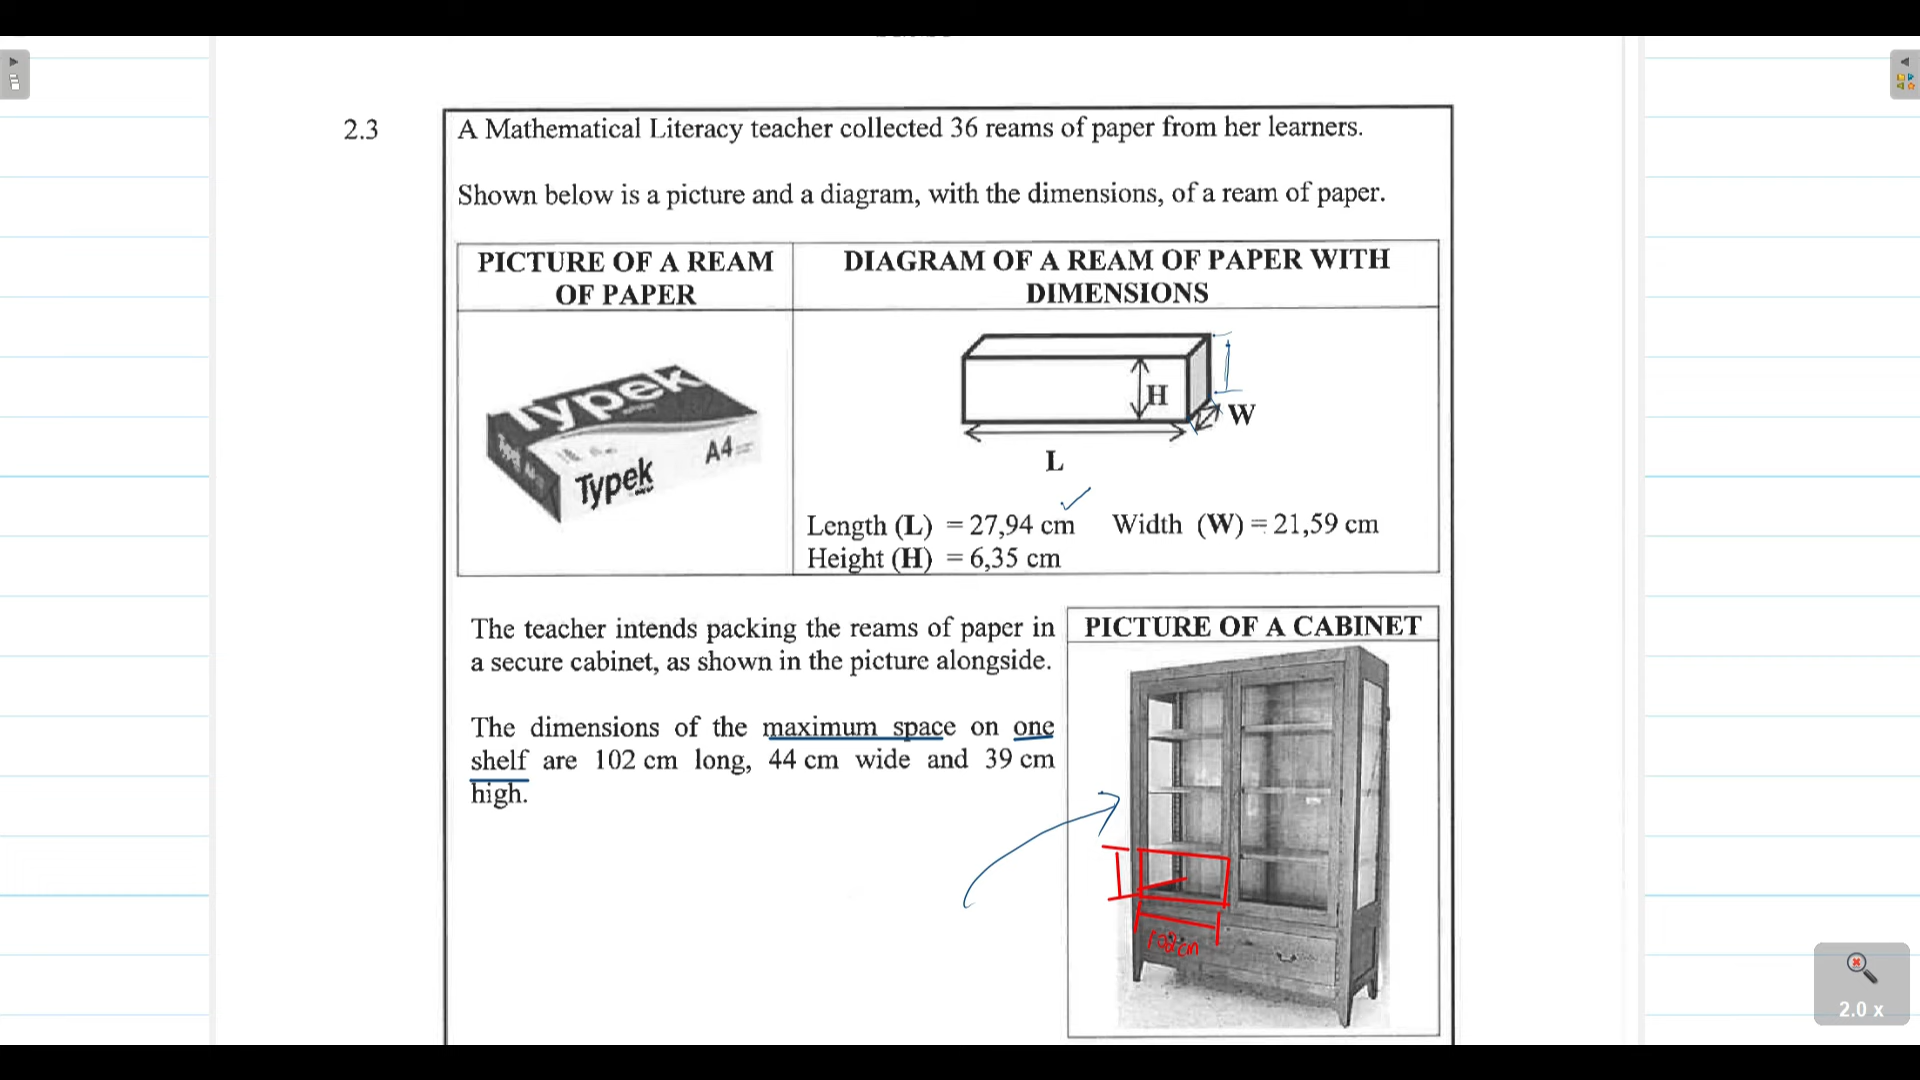 2.3
A Mathematical Literacy teacher collected 36 reams of paper from her learners.
Shown below is a picture and a diagram, with the dimensions, of a ream of paper.
PICTURE OF A REAM
OF PAPER
DIAGRAM OF A REAM OF PAPER WITH
DIMENSIONS
Typek
Typek
A4
H
W
L
Length (L) = 27,94 cm Width (W) = 21,59 cm
Height (H) = 6,35 cm
The teacher intends packing the reams of paper in
a secure cabinet, as shown in the picture alongside.
The dimensions of the maximum space on one
shelf are 102 cm long, 44 cm wide and 39 cm
high.
PICTURE OF A CABINET
102cm
2.0 x